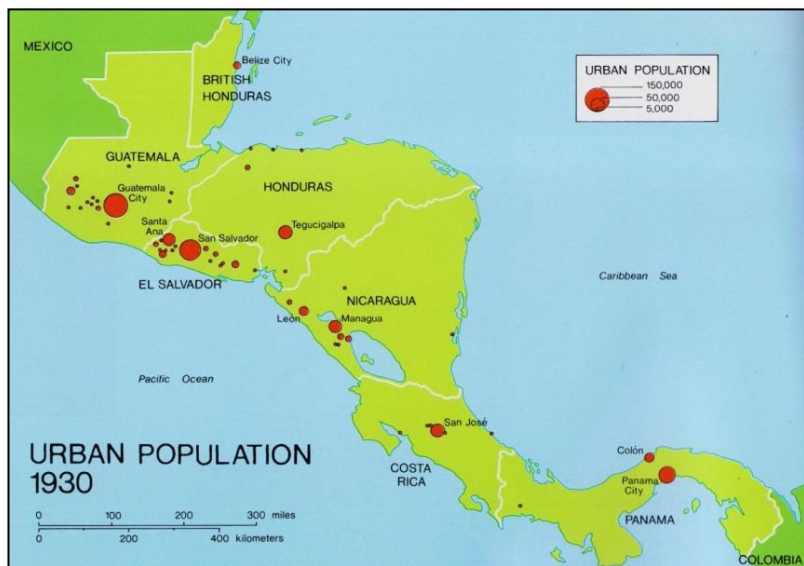 MEXICO
Belize City
BRITISH
HONDURAS
URBAN POPULATION
150,000
50,000
5,000
GUATEMALA
Guatemala
City
HONDURAS
Santa
Ana
San Salvador
Tegucigalpa
EL SALVADOR
NICARAGUA
Caribbean Sea
León
Managua
Pacific Ocean
San José
COSTA
RICA
Colón
Panama
City
PANAMA
COLOMBIA
URBAN POPULATION
1930
0 100 200 300 miles
0 200 400 kilometers